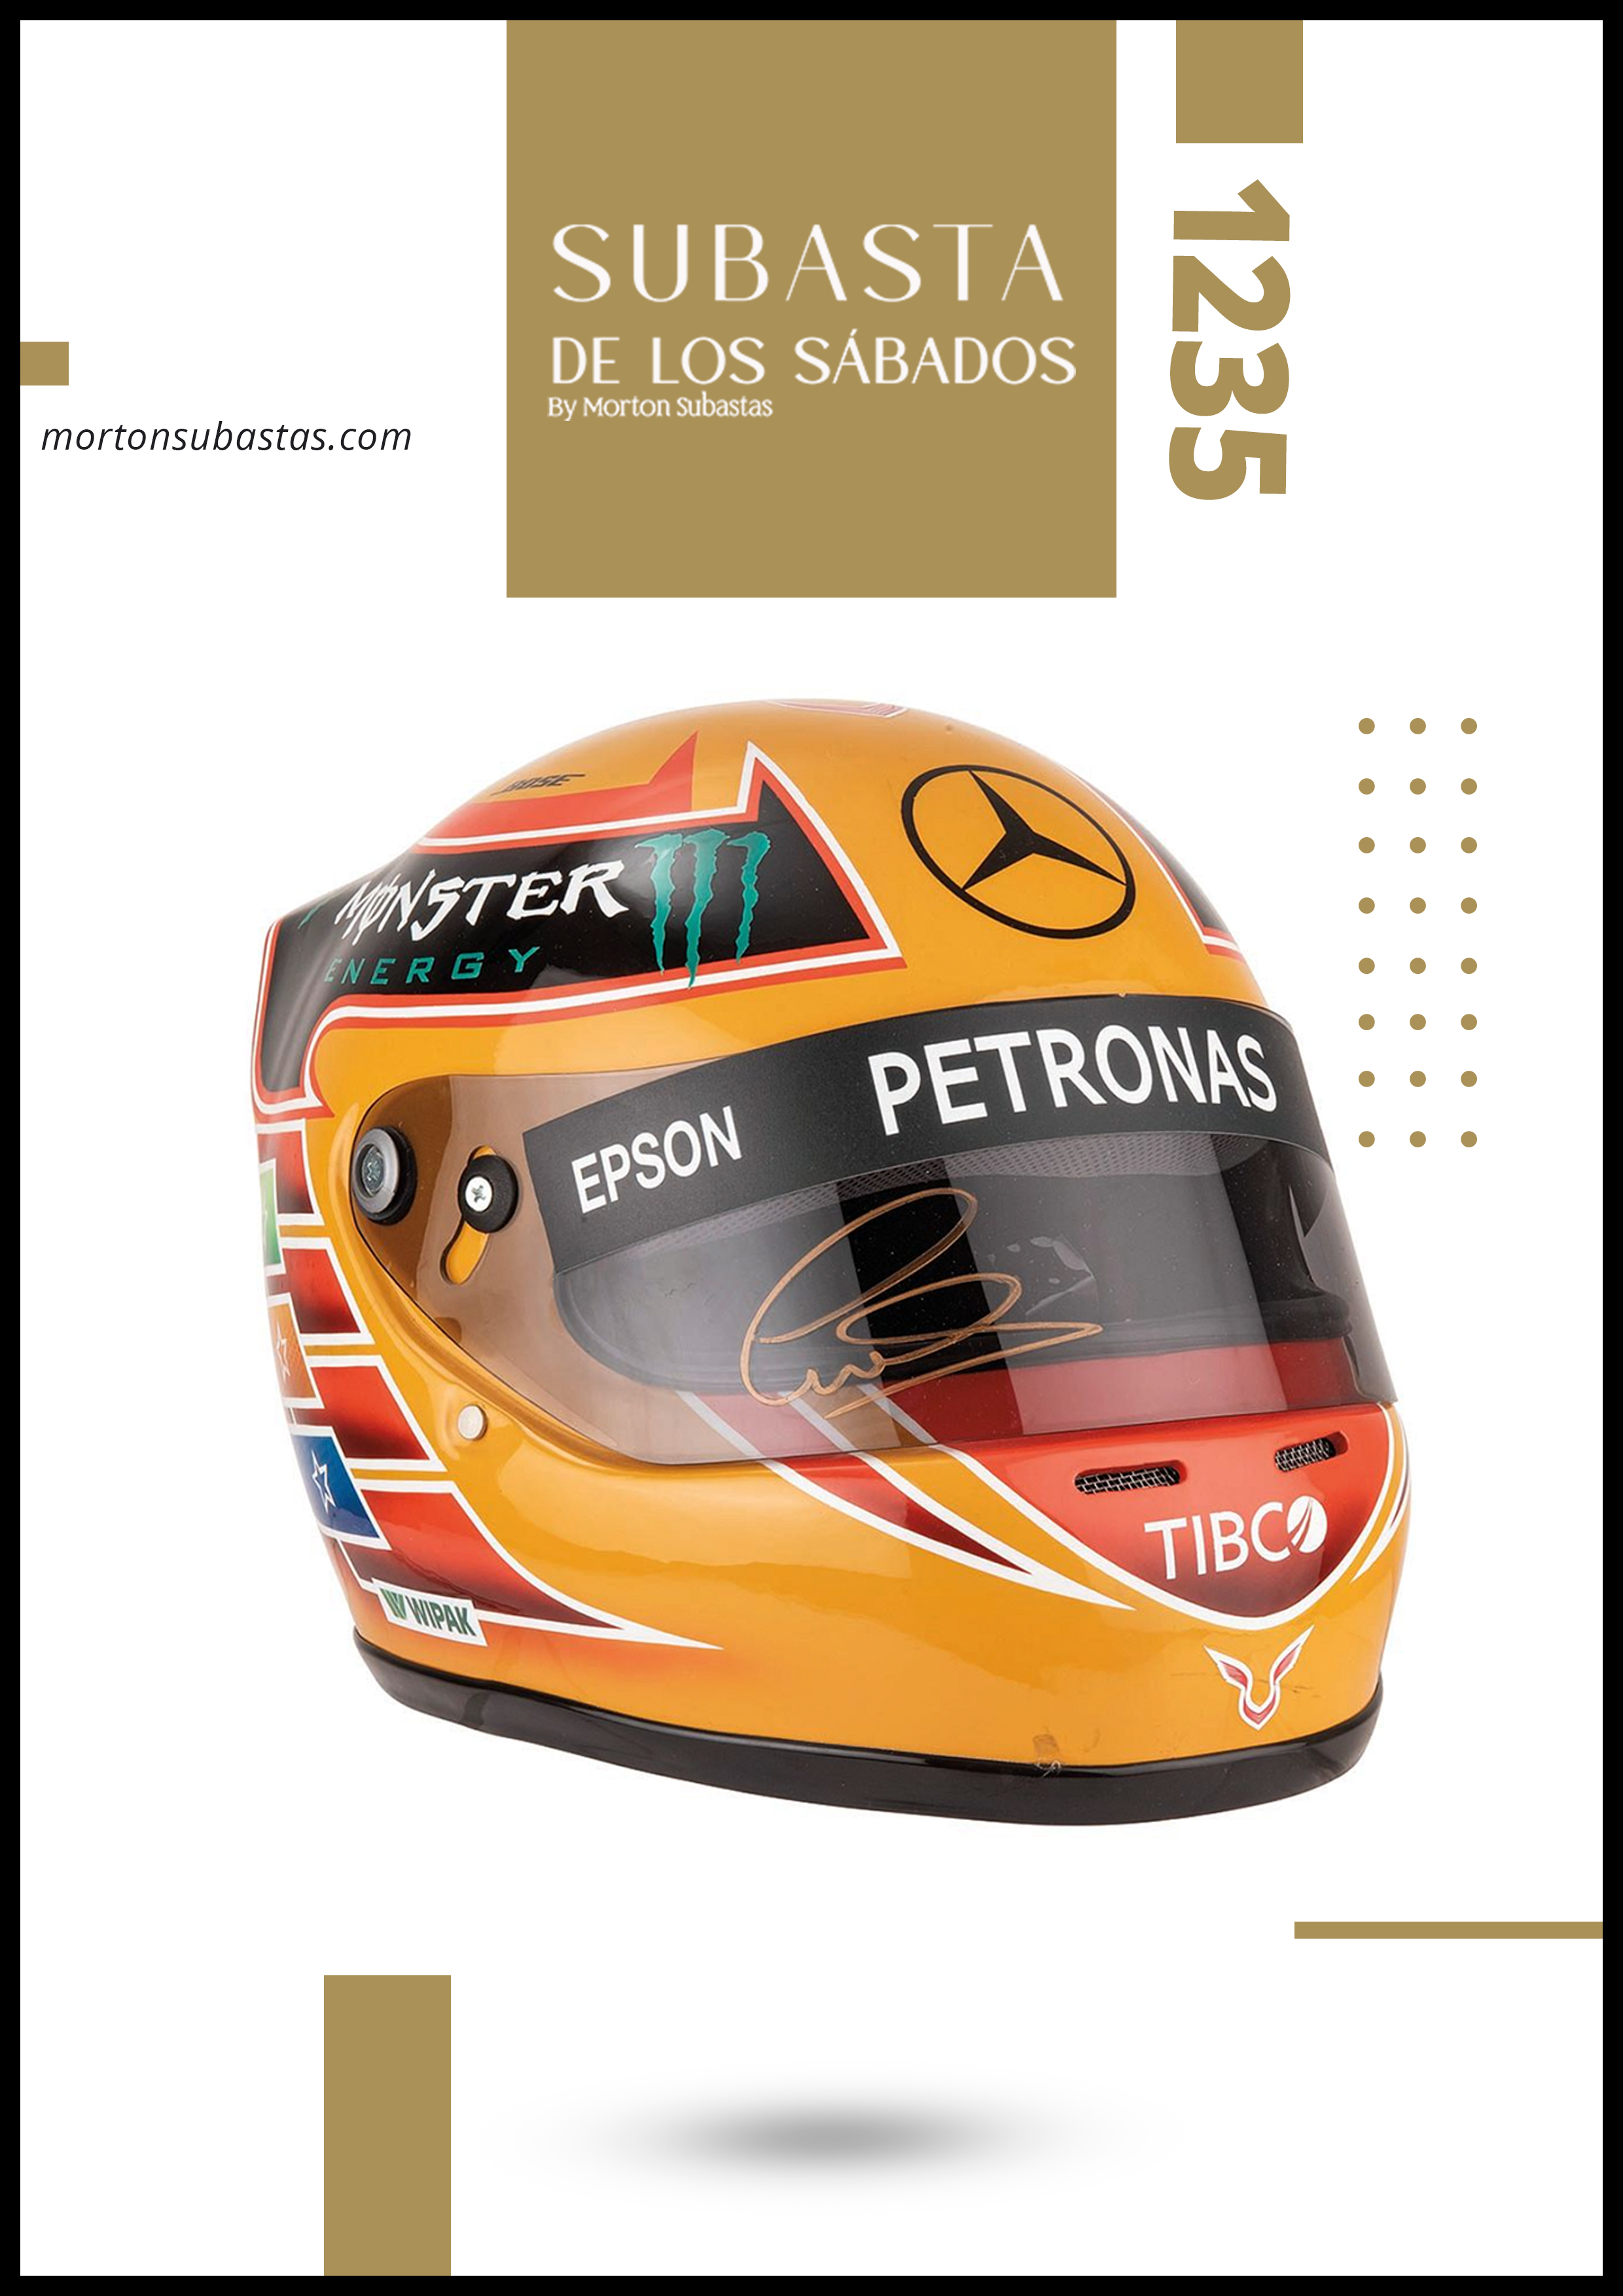 SUBASTA
DE LOS SÁBADOS
By Morton Subastas
1235
mortonsubastas.com
BOSE
MONSTER
ENERGY
PETRONAS
EPSON
TIBCO
WIPAK